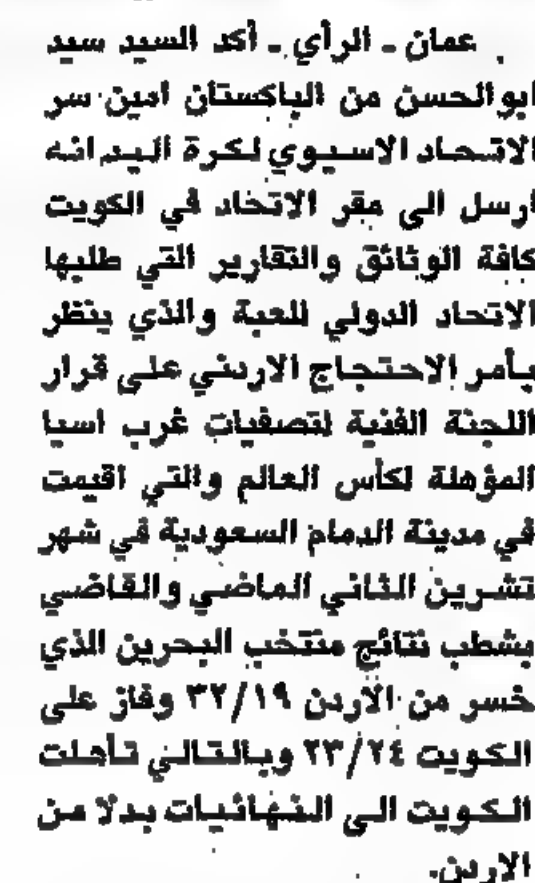 عمان ـ الرأي ـ أكد السيد سيد
ابو الحسن من الباكستان امين سر
الاتحاد الاسيوي لكرة اليد انه
ارسل الى مقر الاتحاد في الكويت
كافة الوثائق والتقارير التي طلبها
الاتحاد الدولي للعبة والذي ينظر
بأمر الاحتجاج الاردني على قرار
اللجنة الفنية لتصفيات غرب اسيا
المؤهلة لكأس العالم والتي اقيمت
في مدينة الدمام السعودية في شهر
تشرين الثاني الماضي والقاضي
بشطب نتائج منتخب البحرين الذي
خسر من الاردن ٣٢/١٩ وفاز على
الكويت ٢٣/٢٤ وبالتالي تأهلت
الكويت الى النهائيات بدلا من
الاردن.